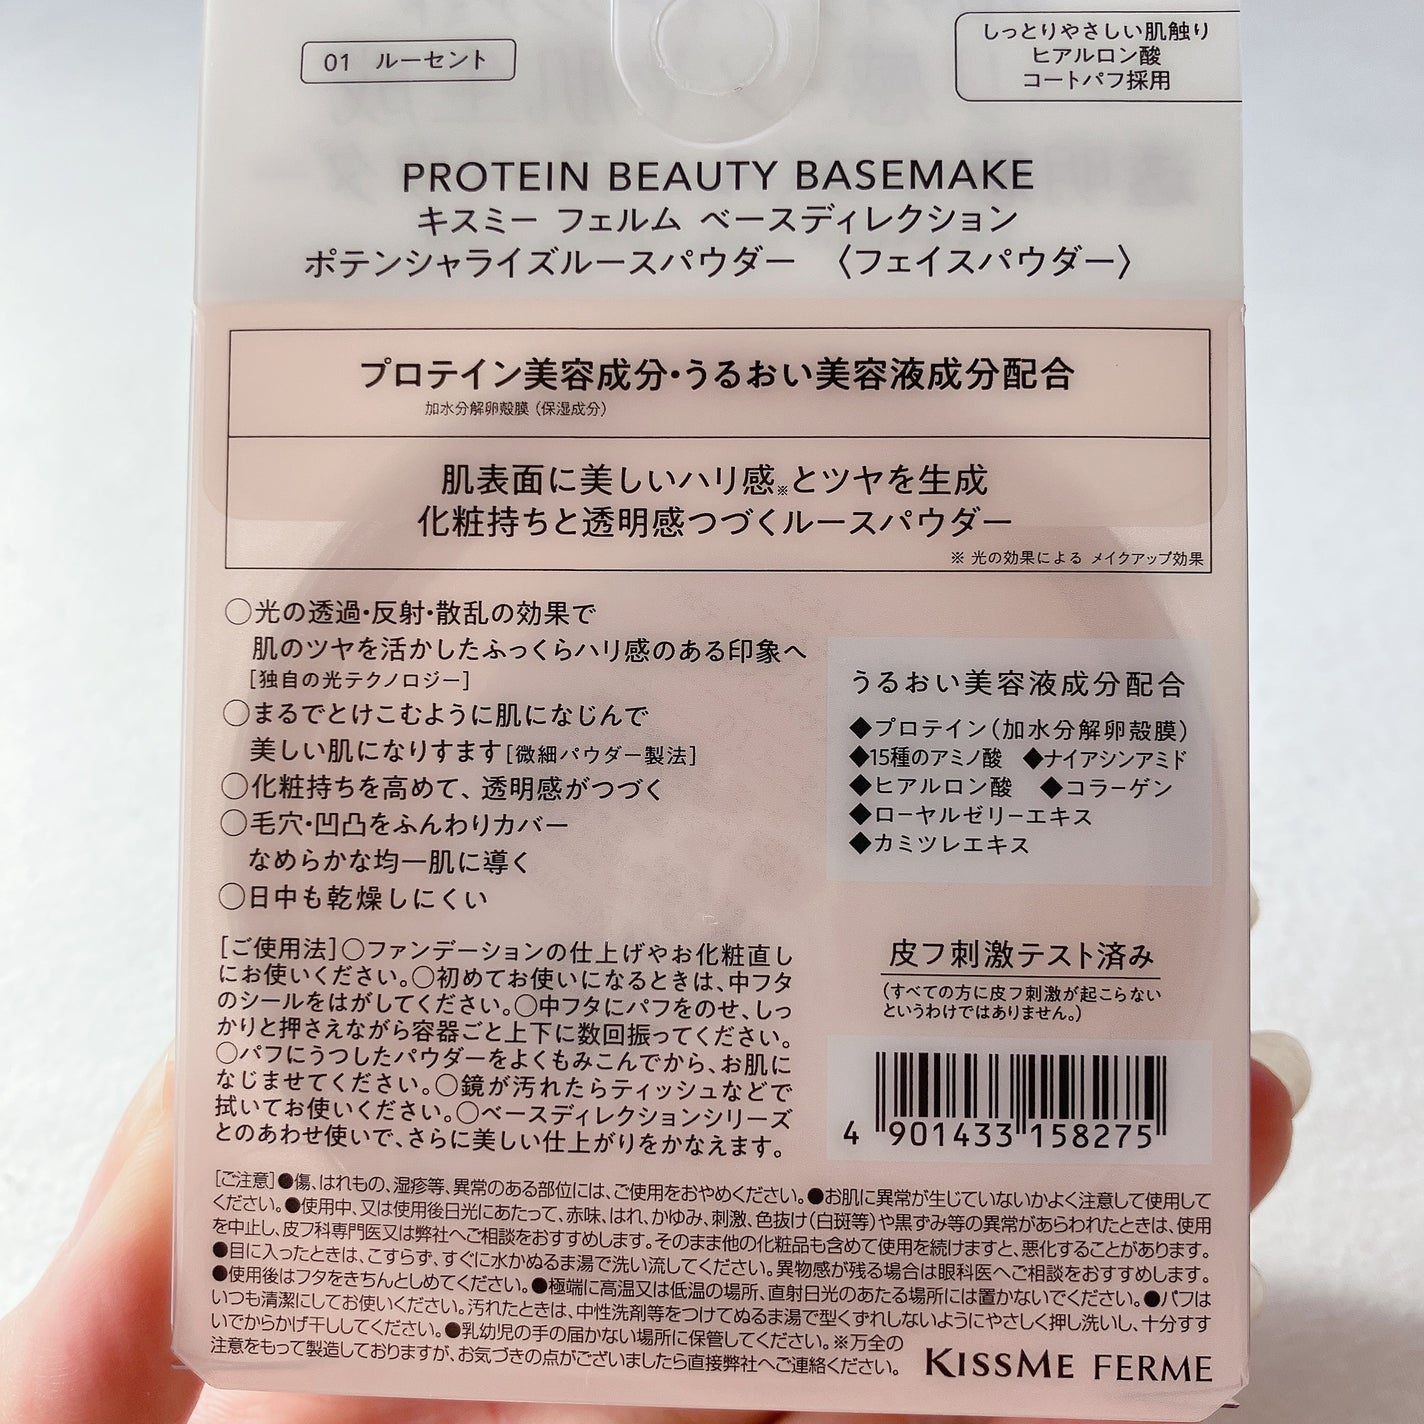 01 ルーセント
しっとりやさしい肌触り
ヒアルロン酸
コートパフ採用
PROTEIN BEAUTY BASEMAKE
キスミー フェルム ベースディレクション
ポテンシャライズルースパウダー 〈フェイスパウダー〉
プロテイン美容成分・うるおい美容液成分配合
加水分解卵殻膜（保湿成分）
肌表面に美しいハリ感※とツヤを生成
化粧持ちと透明感つづくルースパウダー
※ 光の効果による メイクアップ効果
○光の透過・反射・散乱の効果で
肌のツヤを活かしたふっくらハリ感のある印象へ
[独自の光テクノロジー]
○まるでとけこむように肌になじんで
美しい肌になりすます[微細パウダー製法]
○化粧持ちを高めて、透明感がつづく
○毛穴・凹凸をふんわりカバー
なめらかな均一肌に導く
○日中も乾燥しにくい
うるおい美容液成分配合
◆プロテイン（加水分解卵殻膜）
◆15種のアミノ酸 ◆ナイアシンアミド
◆ヒアルロン酸 ◆コラーゲン
◆ローヤルゼリーエキス
◆カミツレエキス
[ご使用法]○ファンデーションの仕上げやお化粧直し
にお使いください。○初めてお使いになるときは、中フタ
のシールをはがしてください。○中フタにパフをのせ、しっ
かりと押さえながら容器ごと上下に数回振ってください。
○パフにうつしたパウダーをよくもみこんでから、お肌に
なじませてください。○鏡が汚れたらティッシュなどで
拭いてお使いください。○ベースディレクションシリーズ
とのあわせ使いで、さらに美しい仕上がりをかなえます。
皮フ刺激テスト済み
（すべての方に皮フ刺激が起こらない
というわけではありません。）
4 901433 158275
[ご注意]●傷、はれもの、湿疹等、異常のある部位には、ご使用をおやめください。●お肌に異常が生じていないかよく注意して使用して
ください。●使用中、又は使用後日光にあたって、赤味、はれ、かゆみ、刺激、色抜け（白斑等）や黒ずみ等の異常があらわれたときは、使用
を中止し、皮フ科専門医又は弊社へご相談をおすすめします。そのまま他の化粧品も含めて使用を続けますと、悪化することがあります。
●目に入ったときは、こすらず、すぐに水かぬるま湯で洗い流してください。異物感が残る場合は眼科医へご相談をおすすめします。
●使用後はフタをきちんとしめてください。●極端に高温又は低温の場所、直射日光のあたる場所には置かないでください。●パフは
いつも清潔にしてお使いください。汚れたときは、中性洗剤等をつけてぬるま湯で型くずれしないようにやさしく押し洗いし、十分すす
いでからかげ干ししてください。●乳幼児の手の届かない場所に保管してください。※万全の
注意をもって製造しておりますが、お気づきの点がございましたら直接弊社へご連絡ください。
KISSME FERME